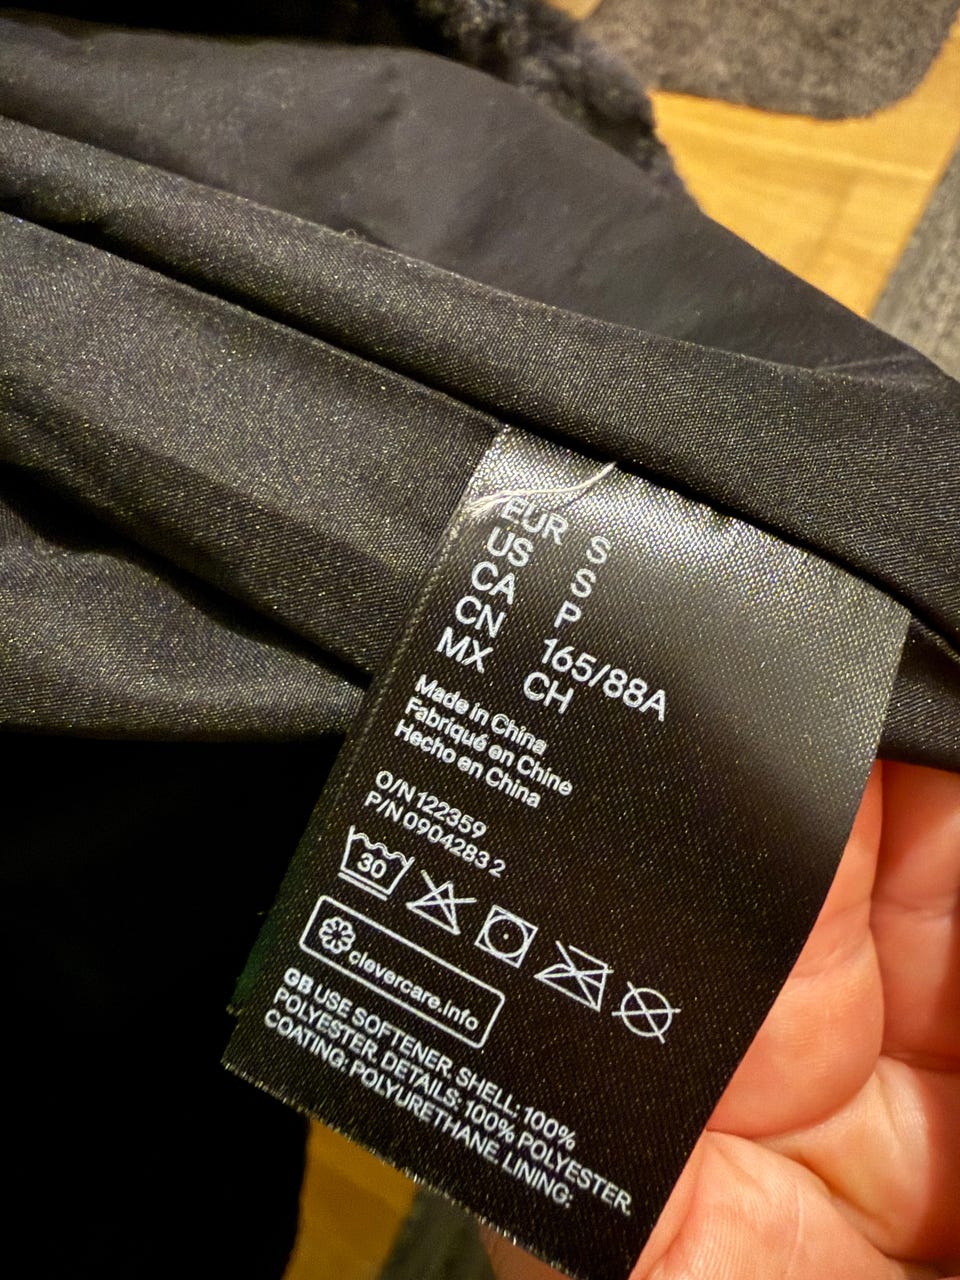 EUR S
US S
CA P
CN 165/88A
MX CH
Made in China
Fabriqué en Chine
Hecho en China
O/N 122359
P/N 0904283 2
30
clevercare.info
GB USE SOFTENER. SHELL: 100%
POLYESTER. DETAILS: 100% POLYESTER.
COATING: POLYURETHANE. LINING: